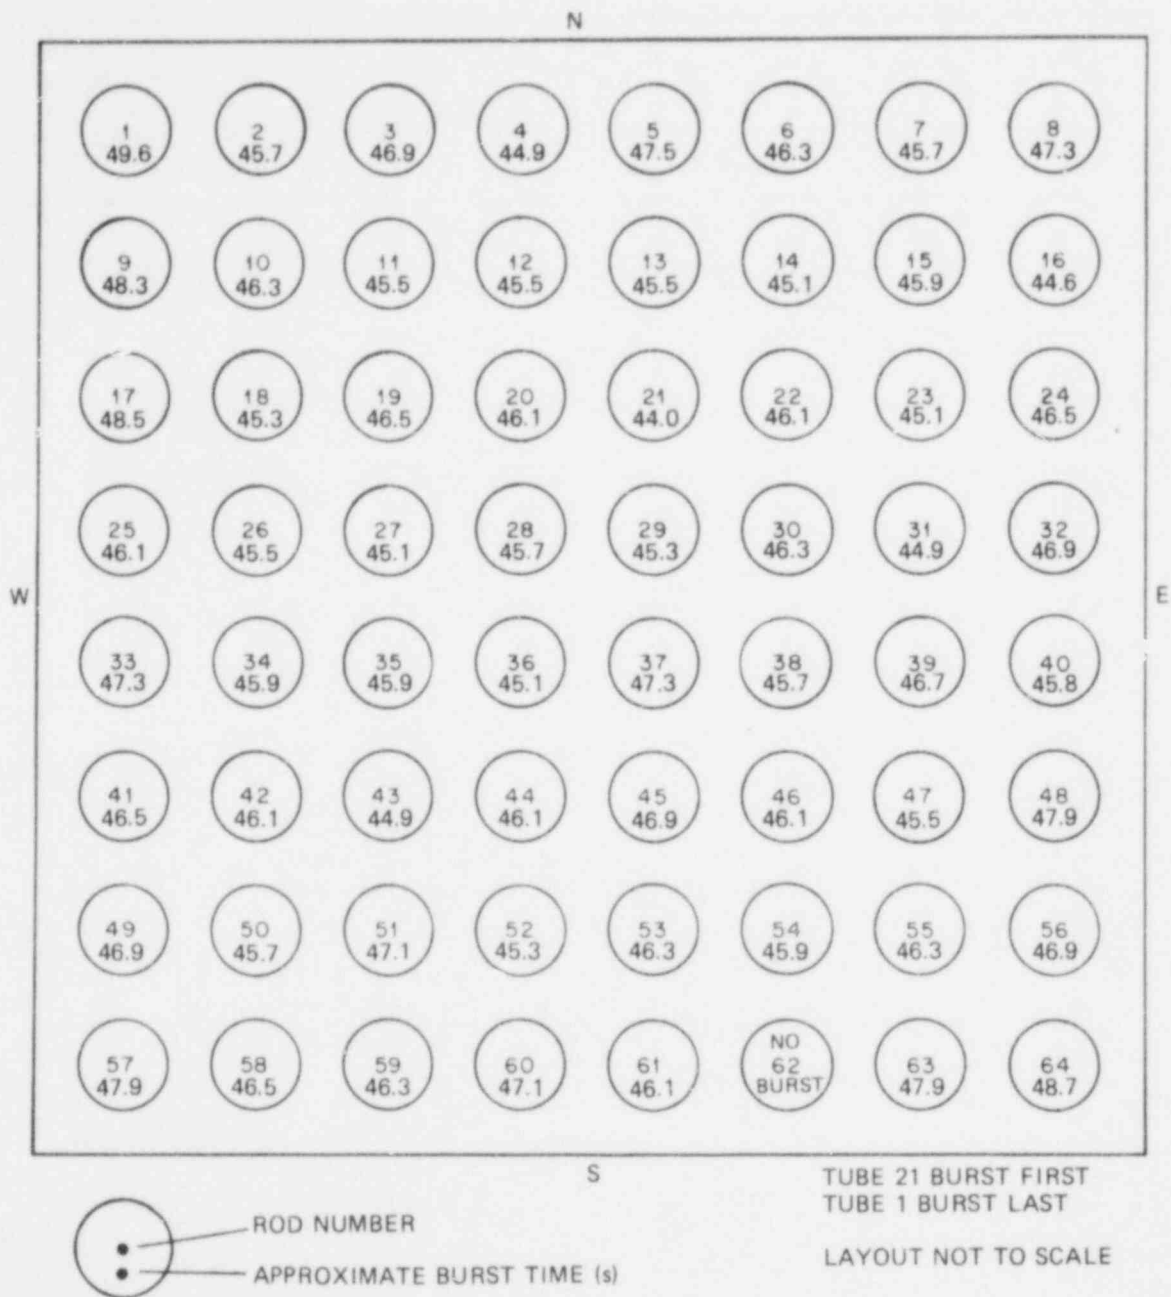 N
1 2 3 4 5 6 7 8
49.6 45.7 46.9 44.9 47.5 46.3 45.7 47.3
9 10 11 12 13 14 15 16
48.3 46.3 45.5 45.5 45.5 45.1 45.9 44.6
17 18 19 20 21 22 23 24
48.5 45.3 46.5 46.1 44.0 46.1 45.1 46.5
25 26 27 28 29 30 31 32
46.1 45.5 45.1 45.7 45.3 46.3 44.9 46.9
W E
33 34 35 36 37 38 39 40
47.3 45.9 45.9 45.1 47.3 45.7 46.7 45.8
41 42 43 44 45 46 47 48
46.5 46.1 44.9 46.1 46.9 46.1 45.5 47.9
49 50 51 52 53 54 55 56
46.9 45.7 47.1 45.3 46.3 45.9 46.3 46.9
NO
57 58 59 60 61 62 63 64
47.9 46.5 46.3 47.1 46.1 BURST 47.9 48.7
S
TUBE 21 BURST FIRST
TUBE 1 BURST LAST
LAYOUT NOT TO SCALE
ROD NUMBER
APPROXIMATE BURST TIME (s)